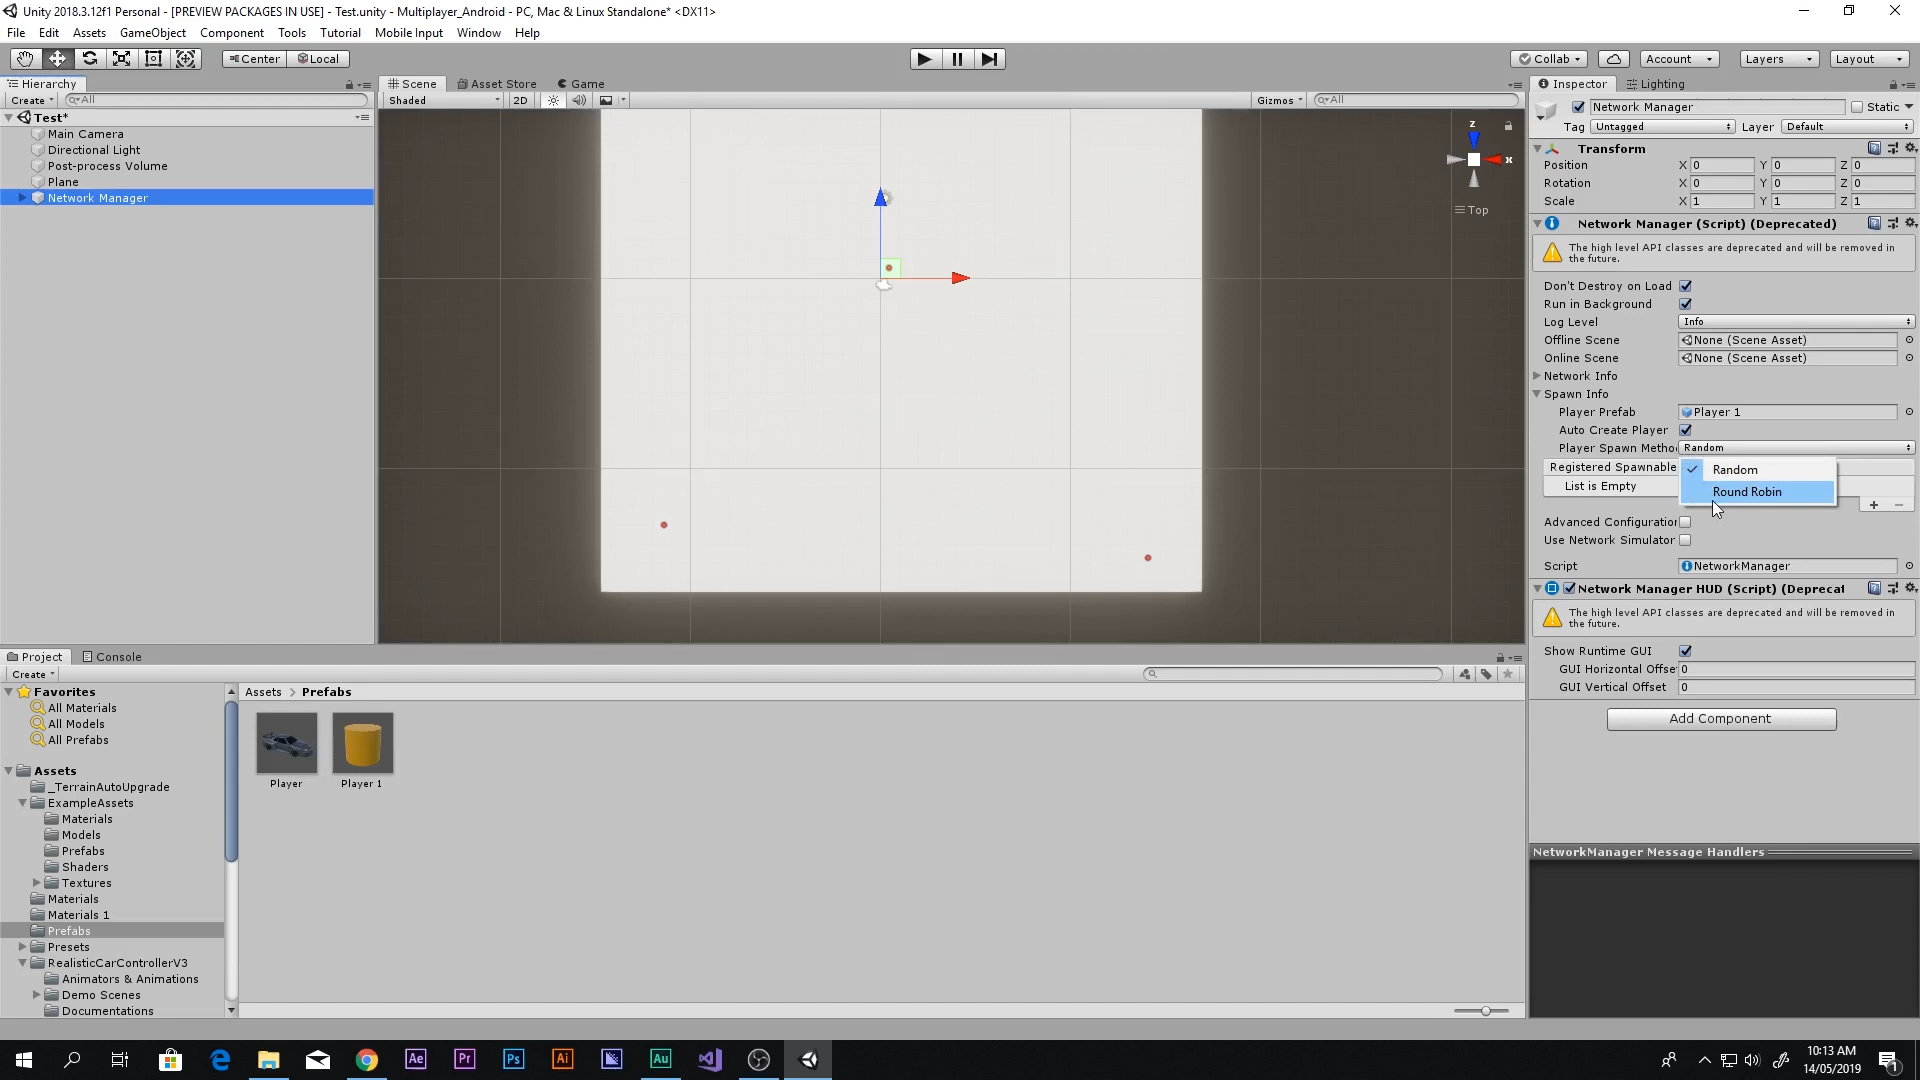 Unity 2018.3.12f1 Personal - [PREVIEW PACKAGES IN USE] - Test.unity - Multiplayer_Android - PC, Mac & Linux Standalone* <DX11>
File Edit Assets GameObject Component Tools Tutorial Mobile Input Window Help
Center Local Collab Account Layers Layout
Hierarchy Scene Asset Store Game Inspector Lighting
Create All Shaded 2D Gizmos All
Network Manager Static
Test*
Tag Untagged Layer Default
Main Camera
Directional Light
Post-process Volume
Plane
Network Manager
z
x
Top
Transform
Position X 0 Y 0 Z 0
Rotation X 0 Y 0 Z 0
Scale X 1 Y 1 Z 1
Network Manager (Script) (Deprecated)
The high level API classes are deprecated and will be removed in
the future.
Don't Destroy on Load
Run in Background
Log Level Info
Offline Scene None (Scene Asset)
Online Scene None (Scene Asset)
Network Info
Spawn Info
Player Prefab Player 1
Auto Create Player
Player Spawn Metho Random
Registered Spawnable Random
List is Empty Round Robin
Advanced Configuration
Use Network Simulator
Script NetworkManager
Network Manager HUD (Script) (Deprecat
The high level API classes are deprecated and will be removed in
the future.
Show Runtime GUI
GUI Horizontal Offse 0
GUI Vertical Offset 0
Add Component
NetworkManager Message Handlers
Project Console
Create
Favorites
All Materials
All Models
All Prefabs
Assets
_TerrainAutoUpgrade
ExampleAssets
Materials
Models
Prefabs
Shaders
Textures
Materials
Materials 1
Prefabs
Presets
RealisticCarControllerV3
Animators & Animations
Demo Scenes
Documentations
Assets > Prefabs
Player Player 1
Ae Pr Ps Ai Au
10:13 AM
14/05/2019
1